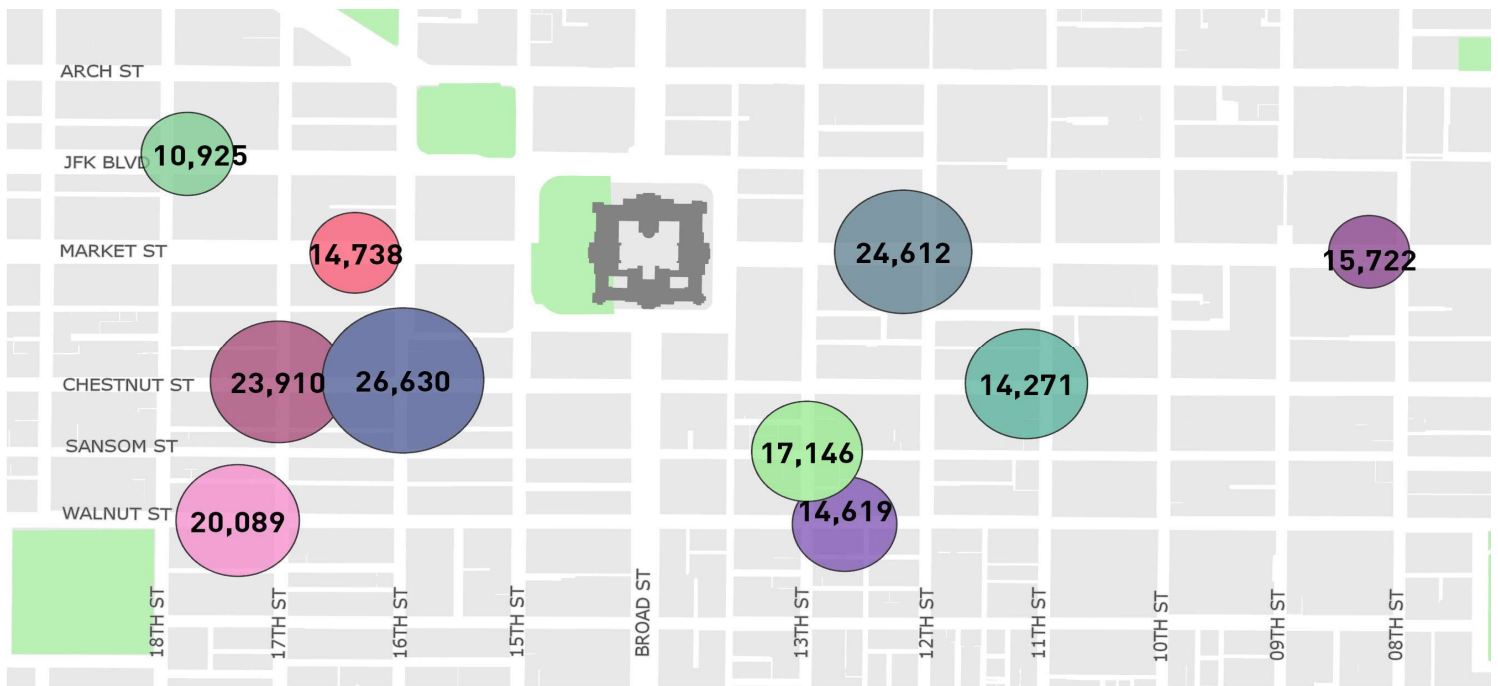 ARCH ST
JFK BLVD
10,925
MARKET ST
14,738
24,612
15,722
CHESTNUT ST
23,910
26,630
14,271
SANSOM ST
17,146
WALNUT ST
20,089
14,619
18TH ST
17TH ST
16TH ST
15TH ST
BROAD ST
13TH ST
12TH ST
11TH ST
10TH ST
09TH ST
08TH ST